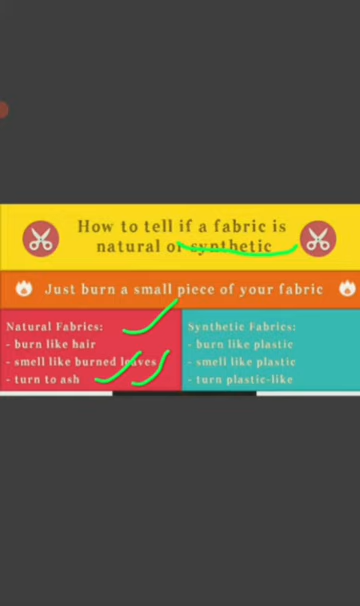 How to tell if a fabric is
natural or synthetic
Just burn a small piece of your fabric
Natural Fabrics:
- burn like hair
- smell like burned leaves
- turn to ash
Synthetic Fabrics:
- burn like plastic
- smell like plastic
- turn plastic-like